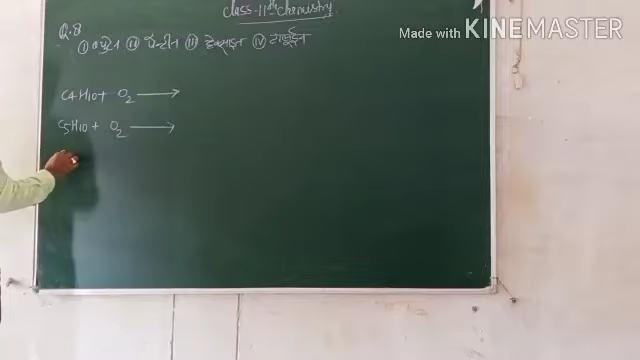 Class-11th Chemistry
Made with KINEMASTER
Q.8
(i) ब्युटेन (ii) पेन्टीन (iii) हेक्साइन (iv) टालूईन
C4H10 + O2 →
C5H10 + O2 →